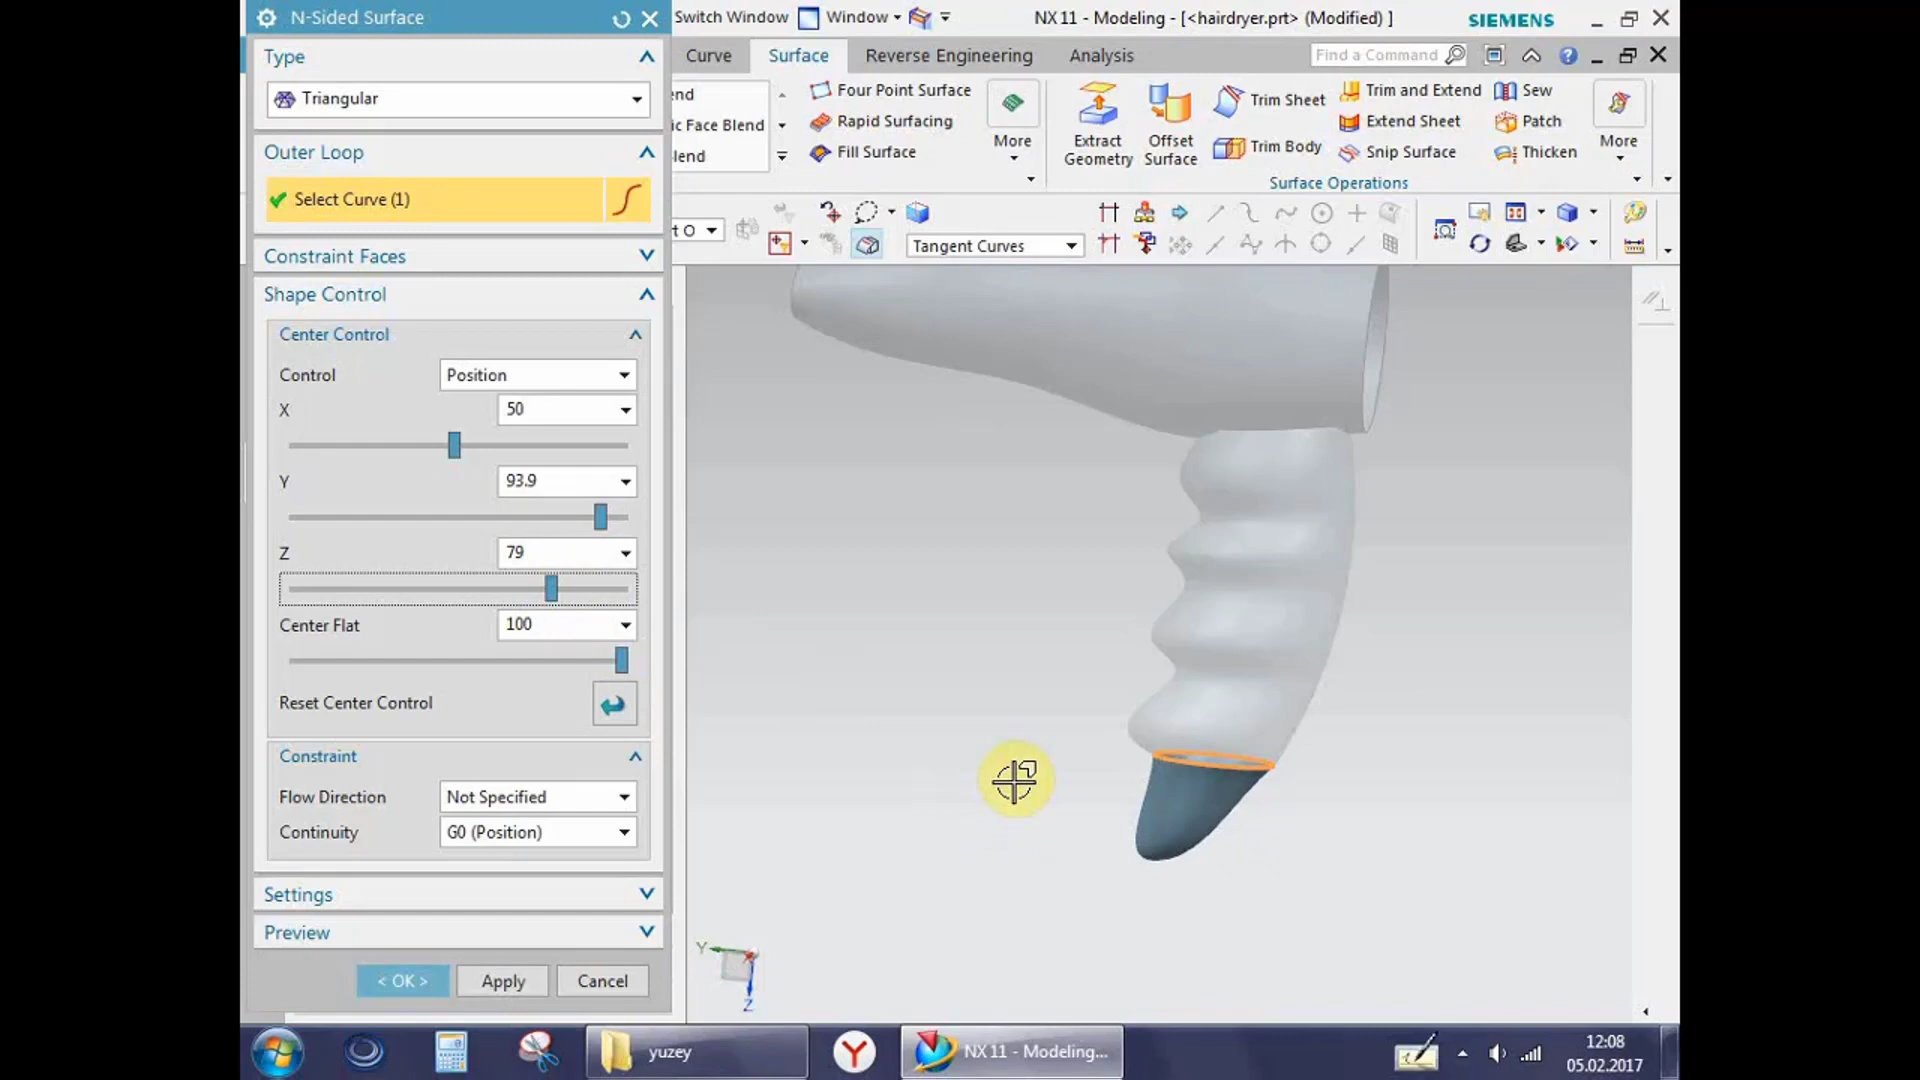 N-Sided Surface
Switch Window
Window
NX 11 - Modeling - [<hairdryer.prt> (Modified) ]
SIEMENS
Type
Curve
Surface
Reverse Engineering
Analysis
Find a Command
Triangular
end
Four Point Surface
Trim Sheet
Trim and Extend
Sew
ic Face Blend
Rapid Surfacing
Extend Sheet
Patch
Blend
Fill Surface
More
Extract Geometry
Offset Surface
Trim Body
Snip Surface
Thicken
More
Surface Operations
Outer Loop
Select Curve (1)
Tangent Curves
Constraint Faces
Shape Control
Center Control
Control
Position
X
50
Y
93.9
Z
79
Center Flat
100
Reset Center Control
Constraint
Flow Direction
Not Specified
Continuity
G0 (Position)
Settings
Preview
< OK >
Apply
Cancel
Y
Z
yuzey
NX 11 - Modeling...
12:08
05.02.2017